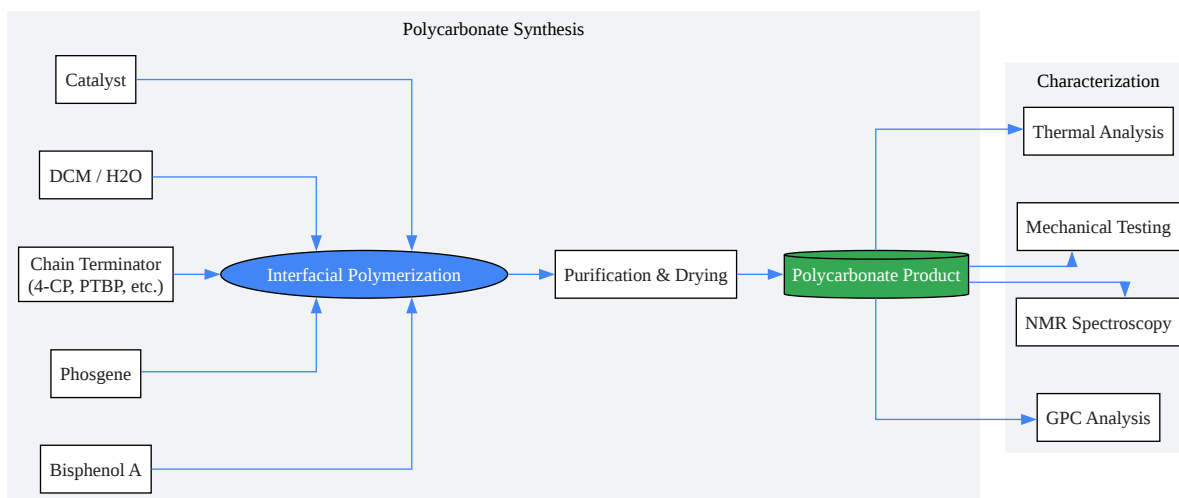 Polycarbonate Synthesis
Catalyst
DCM / H2O
Chain Terminator
(4-CP, PTBP, etc.)
Phosgene
Bisphenol A
Interfacial Polymerization
Purification & Drying
Polycarbonate Product
Characterization
Thermal Analysis
Mechanical Testing
NMR Spectroscopy
GPC Analysis